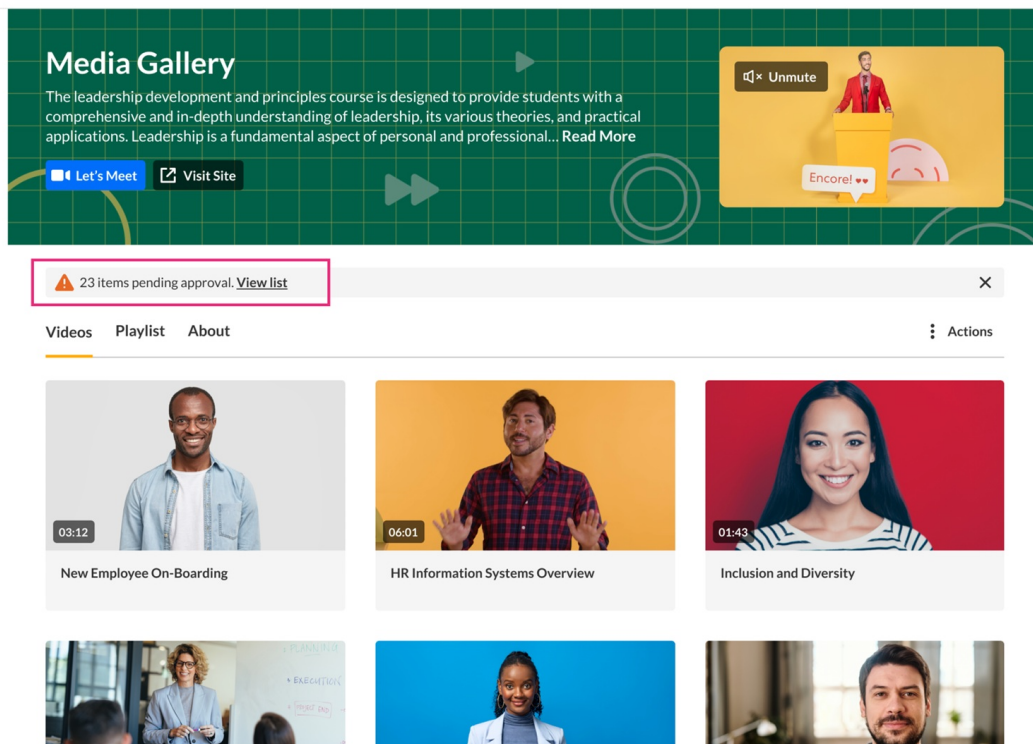 Media Gallery
The leadership development and principles course is designed to provide students with a
comprehensive and in-depth understanding of leadership, its various theories, and practical
applications. Leadership is a fundamental aspect of personal and professional... Read More
Let's Meet
Visit Site
Unmute
Encore! ♥♥
23 items pending approval. View list
Videos
Playlist
About
Actions
03:12
06:01
01:43
New Employee On-Boarding
HR Information Systems Overview
Inclusion and Diversity
PLANNING
EXECUTION